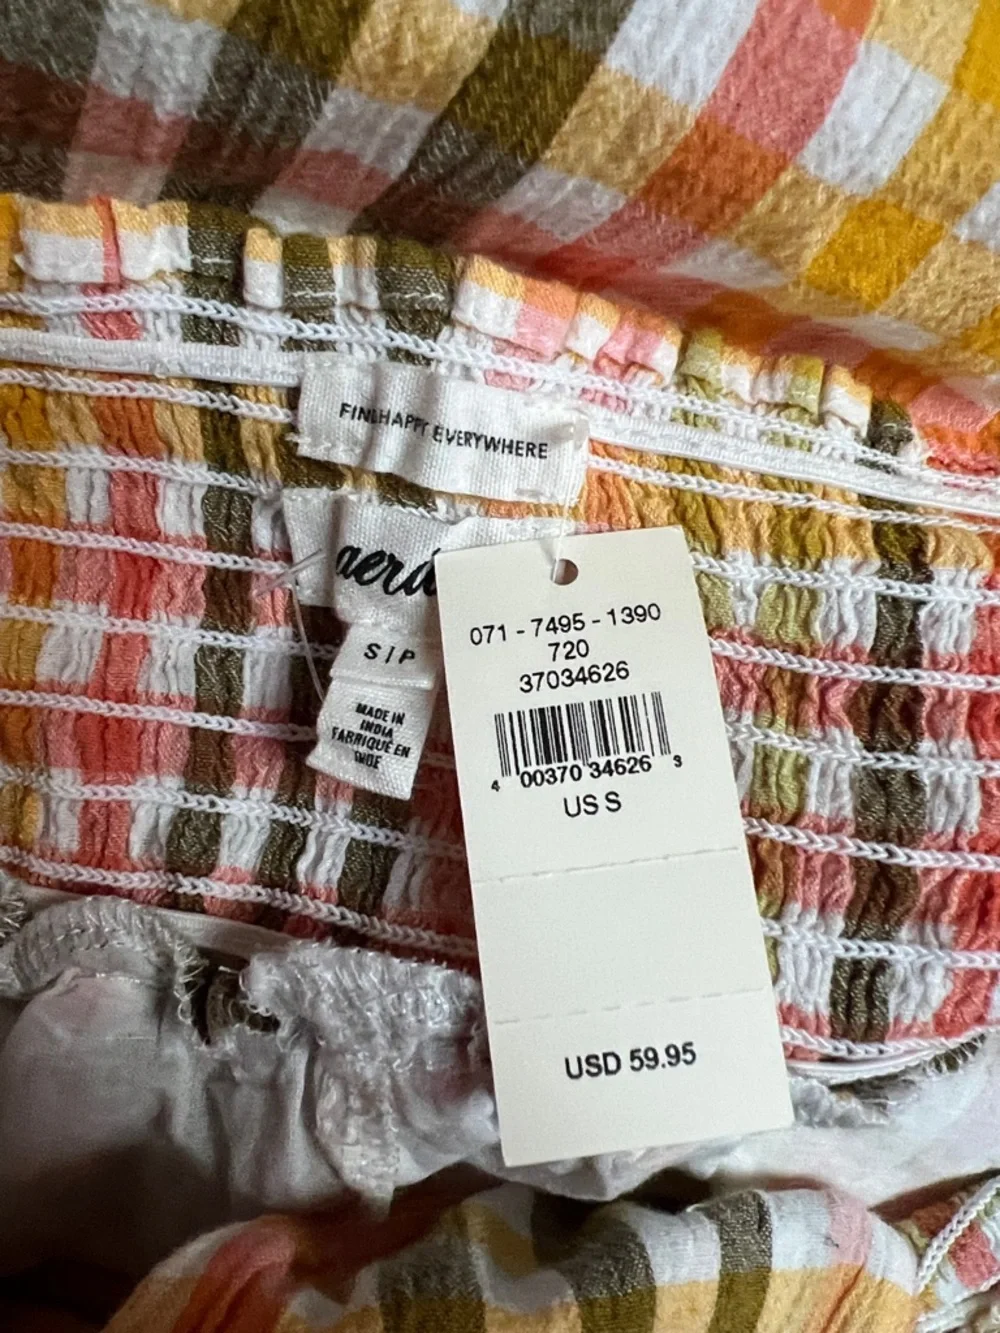 FIND HAPPY EVERYWHERE
aerie
S/P
MADE IN
INDIA
FABRIQUÉ EN
INDE
071-7495-1390
720
37034626
4 00370 34626 3
US S
USD 59.95